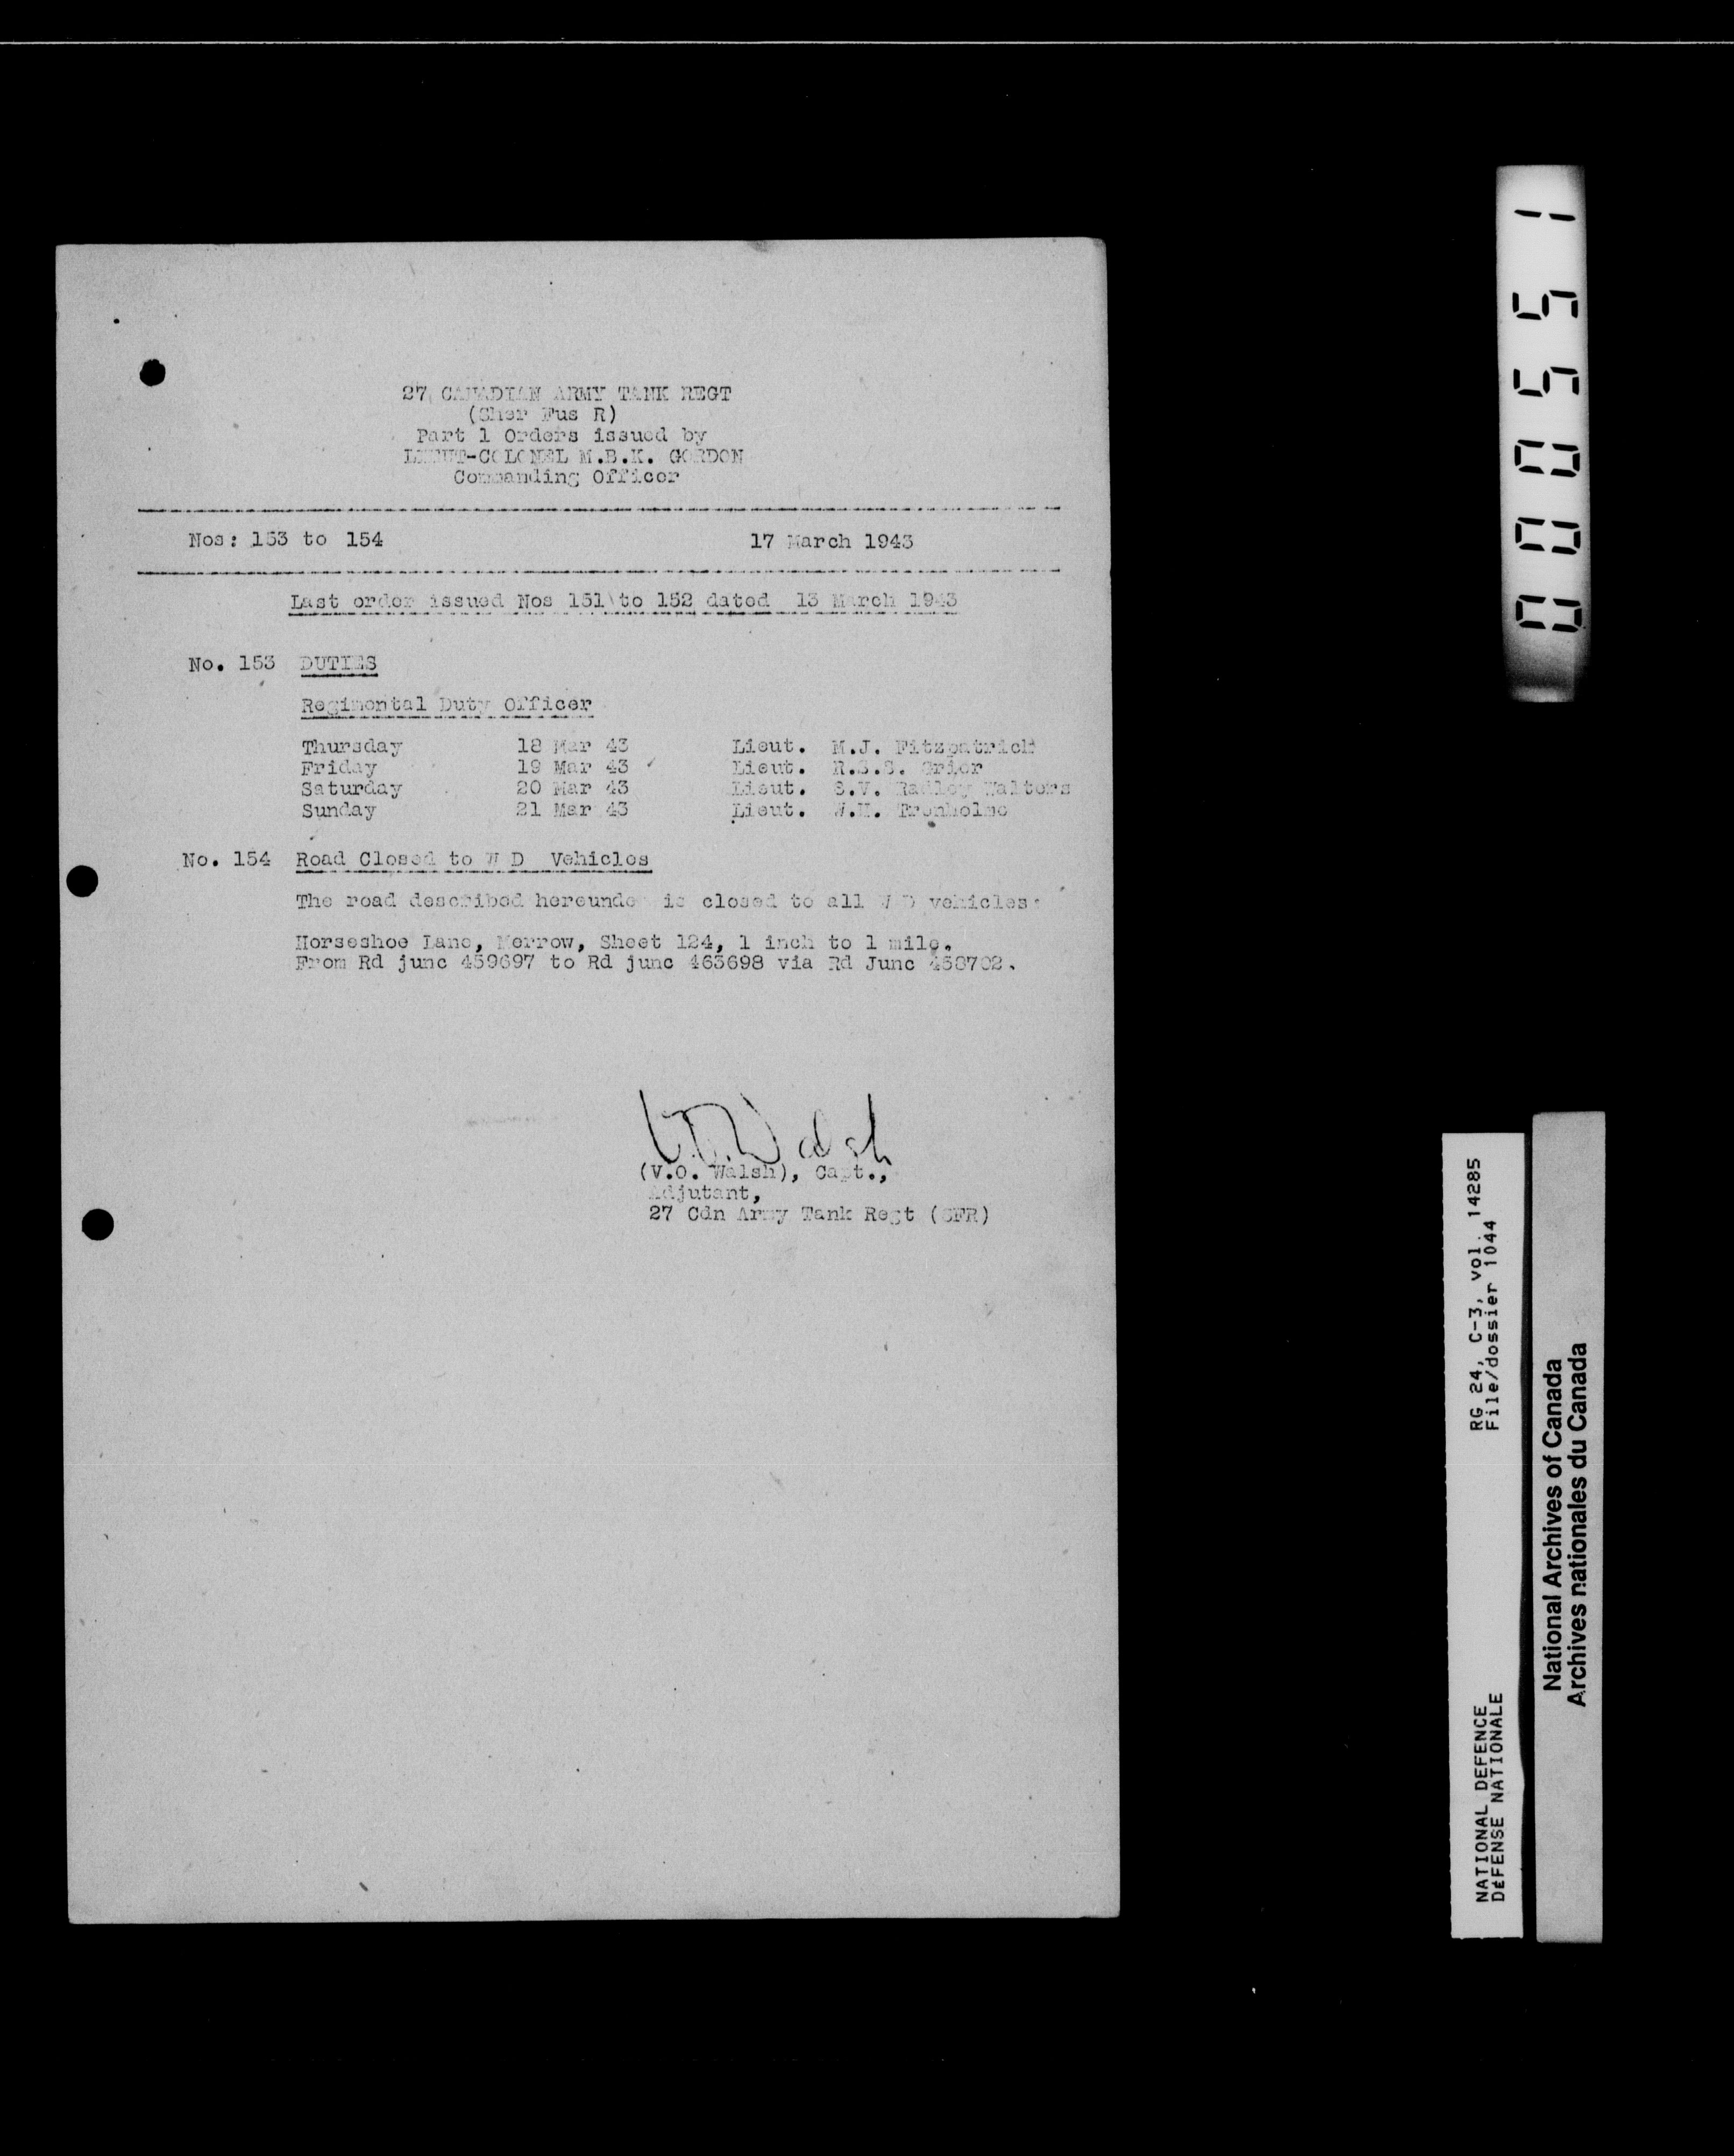 27 CANADIAN ARMY TANK REGT
(Sher Fus R)
Part 1 Orders issued by
LIEUT-COLONEL M.B.K. GORDON
Commanding Officer
Nos: 153 to 154 17 March 1943
Last order issued Nos 151 to 152 dated 13 March 1943
No. 153 DUTIES
Regimental Duty Officer
Thursday 18 Mar 43 Lieut. M.J. Fitzpatrick
Friday 19 Mar 43 Lieut. Grier
Saturday 20 Mar 43 Lieut. S.V. Radley Walters
Sunday 21 Mar 43 Lieut.
No. 154 Road Closed to W D Vehicles
The road described hereunder is closed to all W D vehicles:
Horseshoe Lane, Merrow, Sheet 124, 1 inch to 1 mile.
From Rd junc 459697 to Rd junc 463698 via Rd Junc
V.O. Walsh
(V.O. Walsh), Capt.,
Adjutant,
27 Cdn Army Tank Regt (SFR)
000551
RG 24, C-3, vol. 14285
File/dossier 1044
NATIONAL DEFENCE
DÉFENSE NATIONALE
National Archives of Canada
Archives nationales du Canada